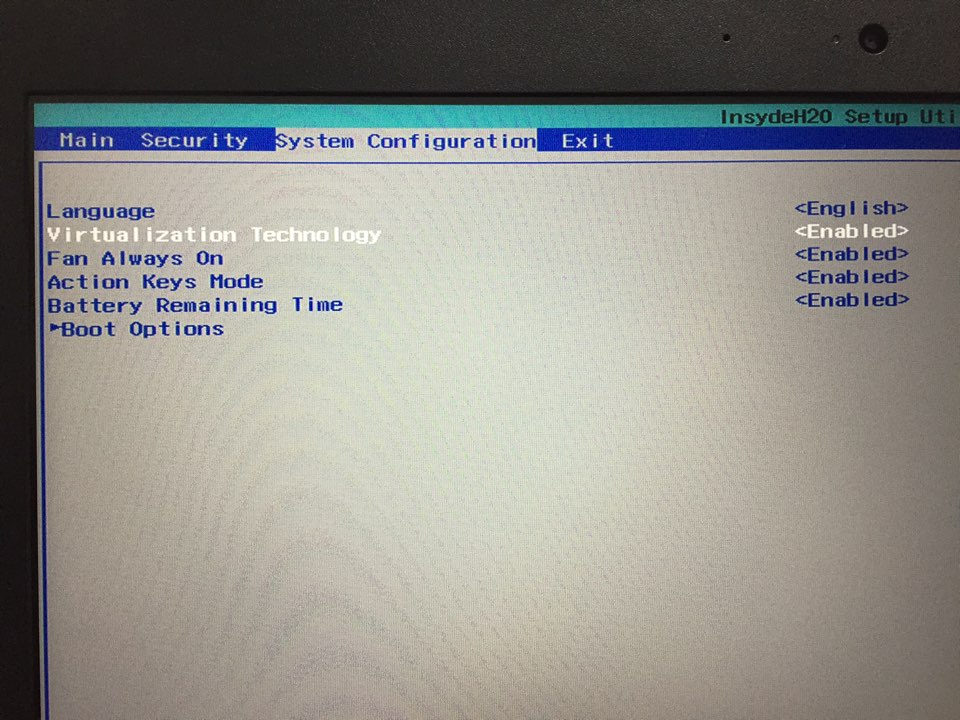 InsydeH20 Setup Uti
Main Security System Configuration Exit
Language <English>
Virtualization Technology <Enabled>
Fan Always On <Enabled>
Action Keys Mode <Enabled>
Battery Remaining Time <Enabled>
►Boot Options